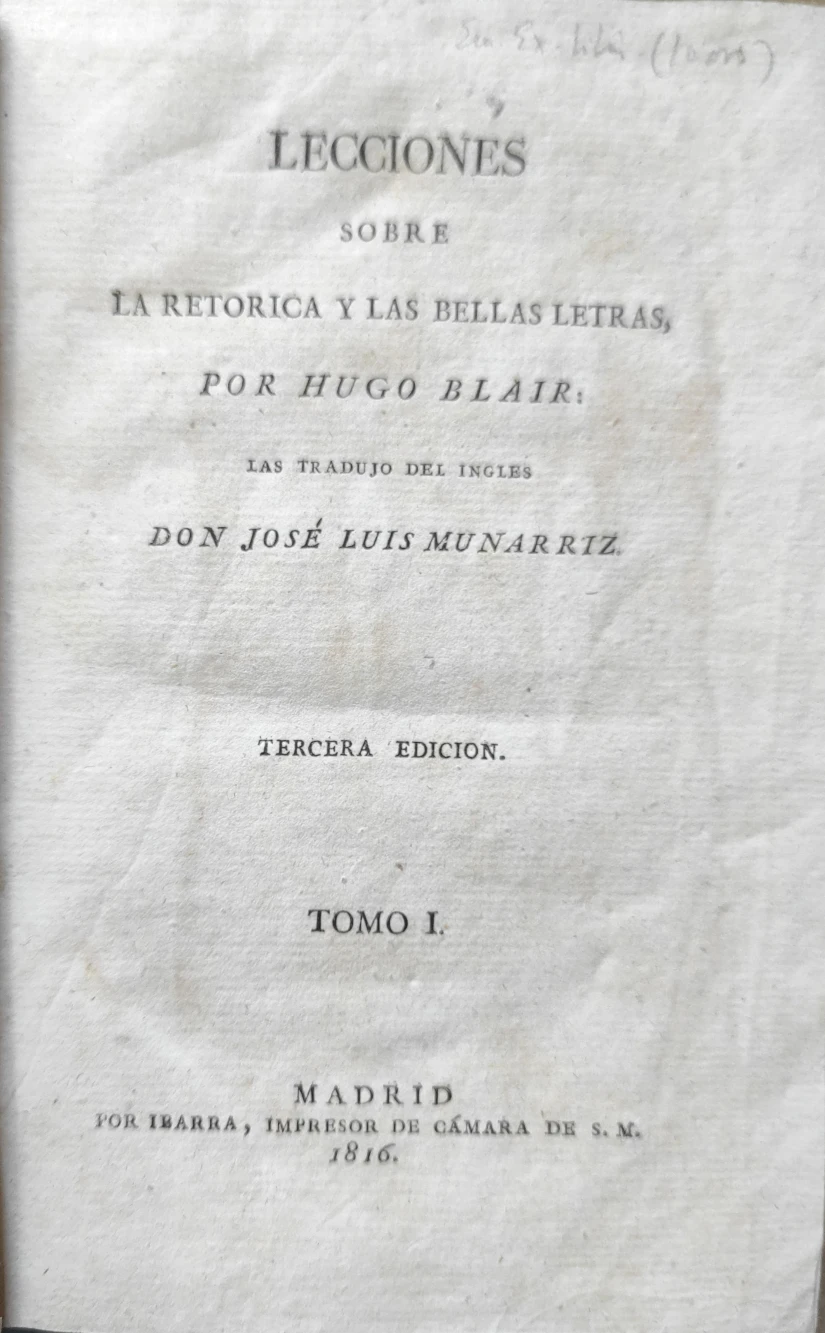 LECCIONES
SOBRE
LA RETORICA Y LAS BELLAS LETRAS,
POR HUGO BLAIR:
LAS TRADUJO DEL INGLES
DON JOSÉ LUIS MUNARRIZ.
TERCERA EDICION.
TOMO I.
MADRID
POR IBARRA, IMPRESOR DE CÁMARA DE S. M.
1816.